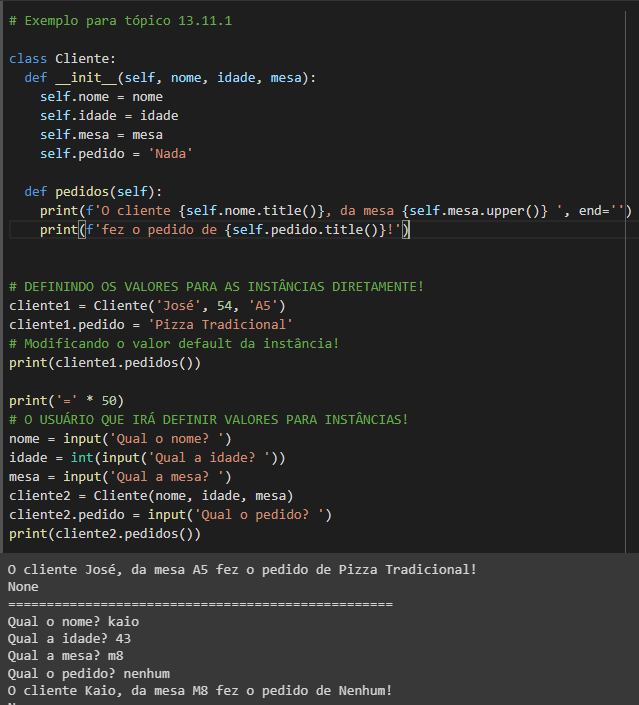 # Exemplo para tópico 13.11.1
class Cliente:
def __init__(self, nome, idade, mesa):
self.nome = nome
self.idade = idade
self.mesa = mesa
self.pedido = 'Nada'
def pedidos(self):
print(f'O cliente {self.nome.title()}, da mesa {self.mesa.upper()} ', end='')
print(f'fez o pedido de {self.pedido.title()}!')
# DEFININDO OS VALORES PARA AS INSTÂNCIAS DIRETAMENTE!
cliente1 = Cliente('José', 54, 'A5')
cliente1.pedido = 'Pizza Tradicional'
# Modificando o valor default da instância!
print(cliente1.pedidos())
print('=' * 50)
# O USUÁRIO QUE IRÁ DEFINIR VALORES PARA INSTÂNCIAS!
nome = input('Qual o nome? ')
idade = int(input('Qual a idade? '))
mesa = input('Qual a mesa? ')
cliente2 = Cliente(nome, idade, mesa)
cliente2.pedido = input('Qual o pedido? ')
print(cliente2.pedidos())
O cliente José, da mesa A5 fez o pedido de Pizza Tradicional!
None
==================================================
Qual o nome? kaio
Qual a idade? 43
Qual a mesa? m8
Qual o pedido? nenhum
O cliente Kaio, da mesa M8 fez o pedido de Nenhum!